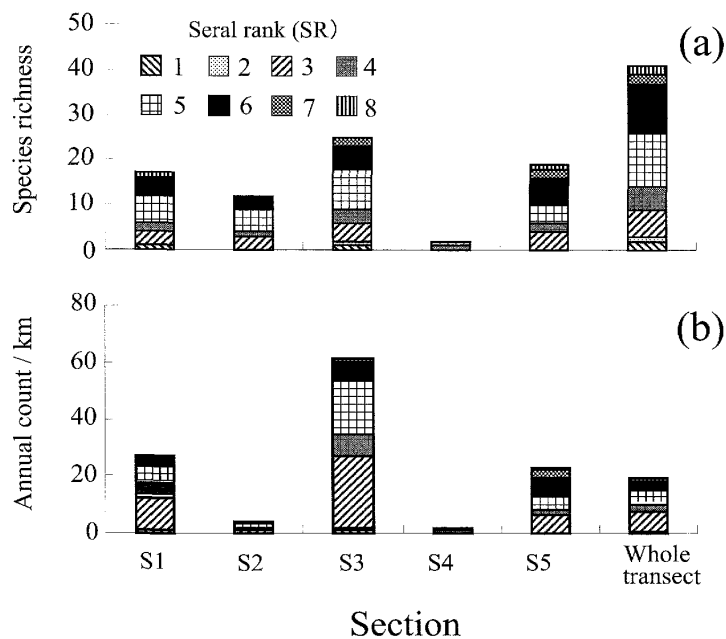 50
40
30
20
10
0
Species richness
Seral rank (SR)
1 2 3 4
5 6 7 8
(a)
80
60
40
20
0
Annual count / km
(b)
S1 S2 S3 S4 S5 Whole transect
Section